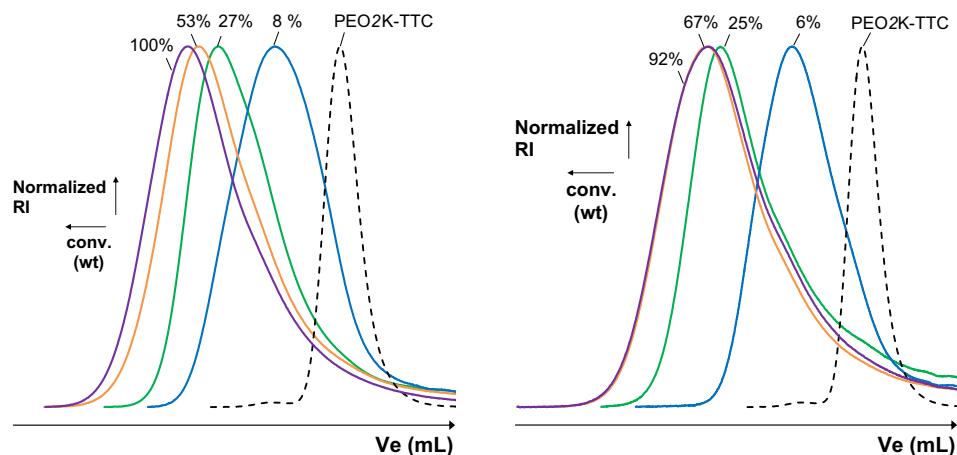 53% 27% 8 % PEO2K-TTC
100%
Normalized
RI
conv.
(wt)
Ve (mL)
67% 25% 6% PEO2K-TTC
92%
Normalized
RI
conv.
(wt)
Ve (mL)